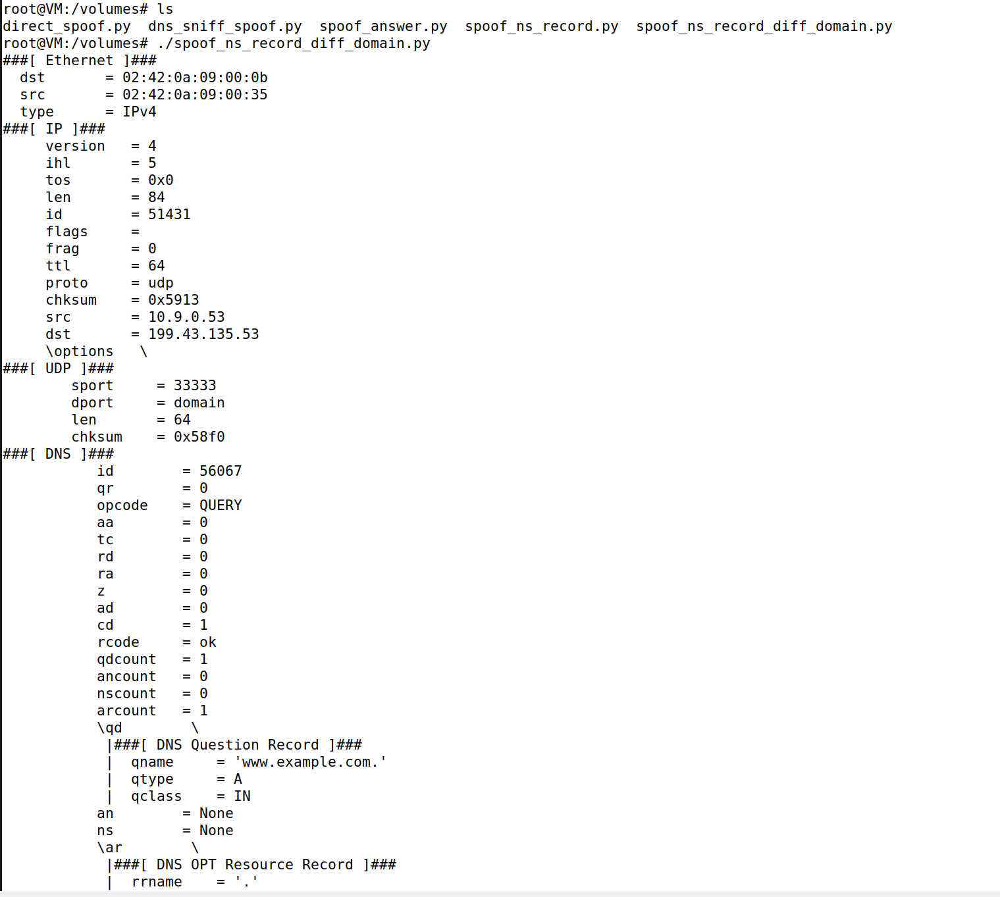 root@VM:/volumes# ls
direct_spoof.py  dns_sniff_spoof.py  spoof_answer.py  spoof_ns_record.py  spoof_ns_record_diff_domain.py
root@VM:/volumes# ./spoof_ns_record_diff_domain.py
###[ Ethernet ]###
  dst       = 02:42:0a:09:00:0b
  src       = 02:42:0a:09:00:35
  type      = IPv4
###[ IP ]###
     version   = 4
     ihl       = 5
     tos       = 0x0
     len       = 84
     id        = 51431
     flags     =
     frag      = 0
     ttl       = 64
     proto     = udp
     chksum    = 0x5913
     src       = 10.9.0.53
     dst       = 199.43.135.53
     \options   \
###[ UDP ]###
        sport     = 33333
        dport     = domain
        len       = 64
        chksum    = 0x58f0
###[ DNS ]###
           id        = 56067
           qr        = 0
           opcode    = QUERY
           aa        = 0
           tc        = 0
           rd        = 0
           ra        = 0
           z         = 0
           ad        = 0
           cd        = 1
           rcode     = ok
           qdcount   = 1
           ancount   = 0
           nscount   = 0
           arcount   = 1
           \qd        \
            |###[ DNS Question Record ]###
            |  qname     = 'www.example.com.'
            |  qtype     = A
            |  qclass    = IN
           an        = None
           ns        = None
           \ar        \
            |###[ DNS OPT Resource Record ]###
            |  rrname    = '.'